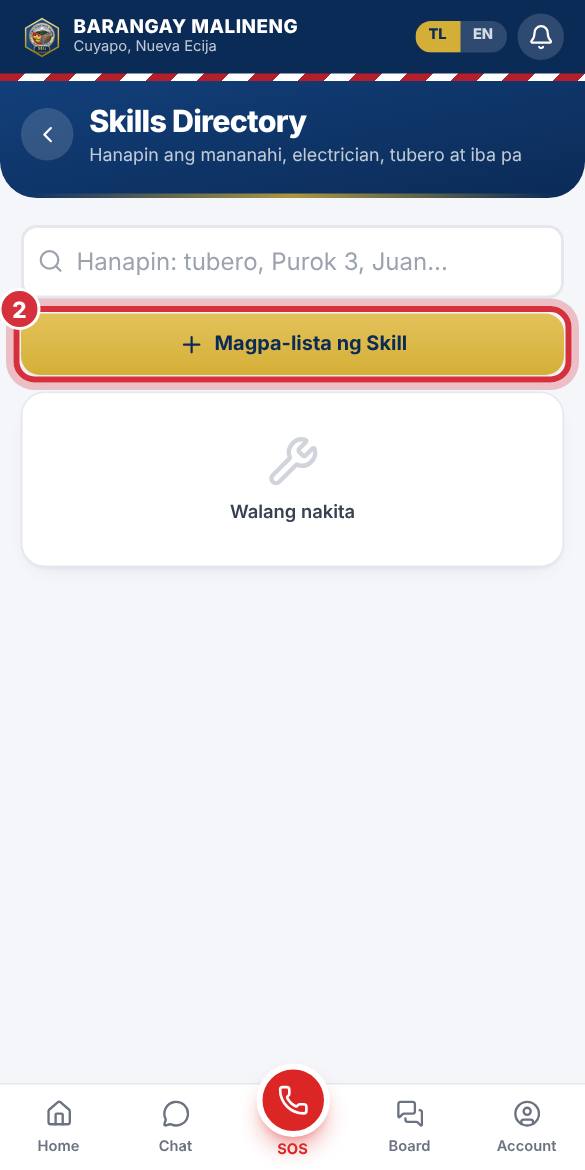 BARANGAY MALINENG
Cuyapo, Nueva Ecija
TL EN
Skills Directory
Hanapin ang mananahi, electrician, tubero at iba pa
Hanapin: tubero, Purok 3, Juan...
2
+ Magpa-lista ng Skill
Walang nakita
Home Chat SOS Board Account